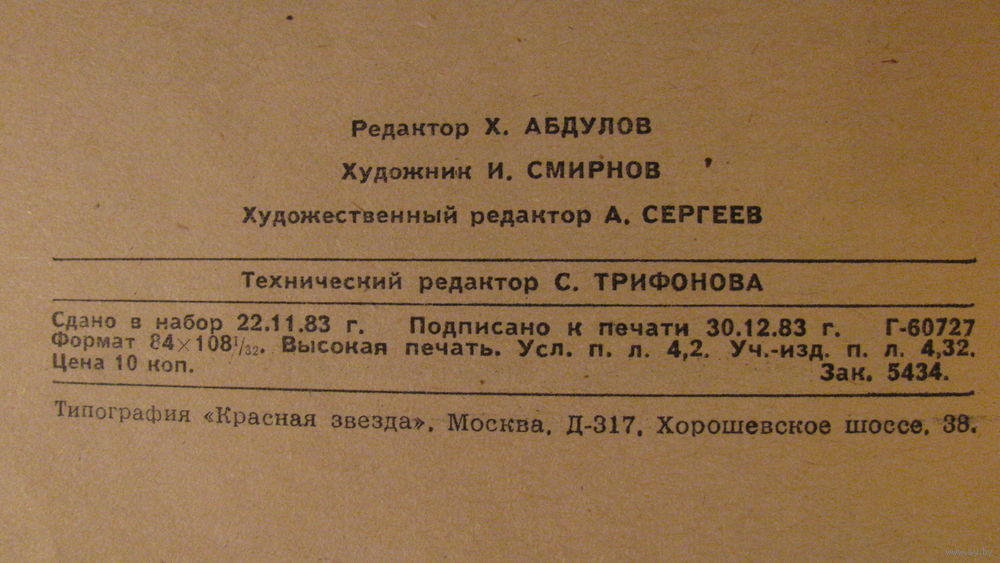 Редактор Х. АБДУЛОВ
Художник И. СМИРНОВ
Художественный редактор А. СЕРГЕЕВ
Технический редактор С. ТРИФОНОВА
Сдано в набор 22.11.83 г. Подписано к печати 30.12.83 г. Г-60727
Формат 84×108 1/32. Высокая печать. Усл. п. л. 4,2. Уч.-изд. п. л. 4,32.
Цена 10 коп. Зак. 5434.
Типография «Красная звезда», Москва, Д-317, Хорошевское шоссе, 38.